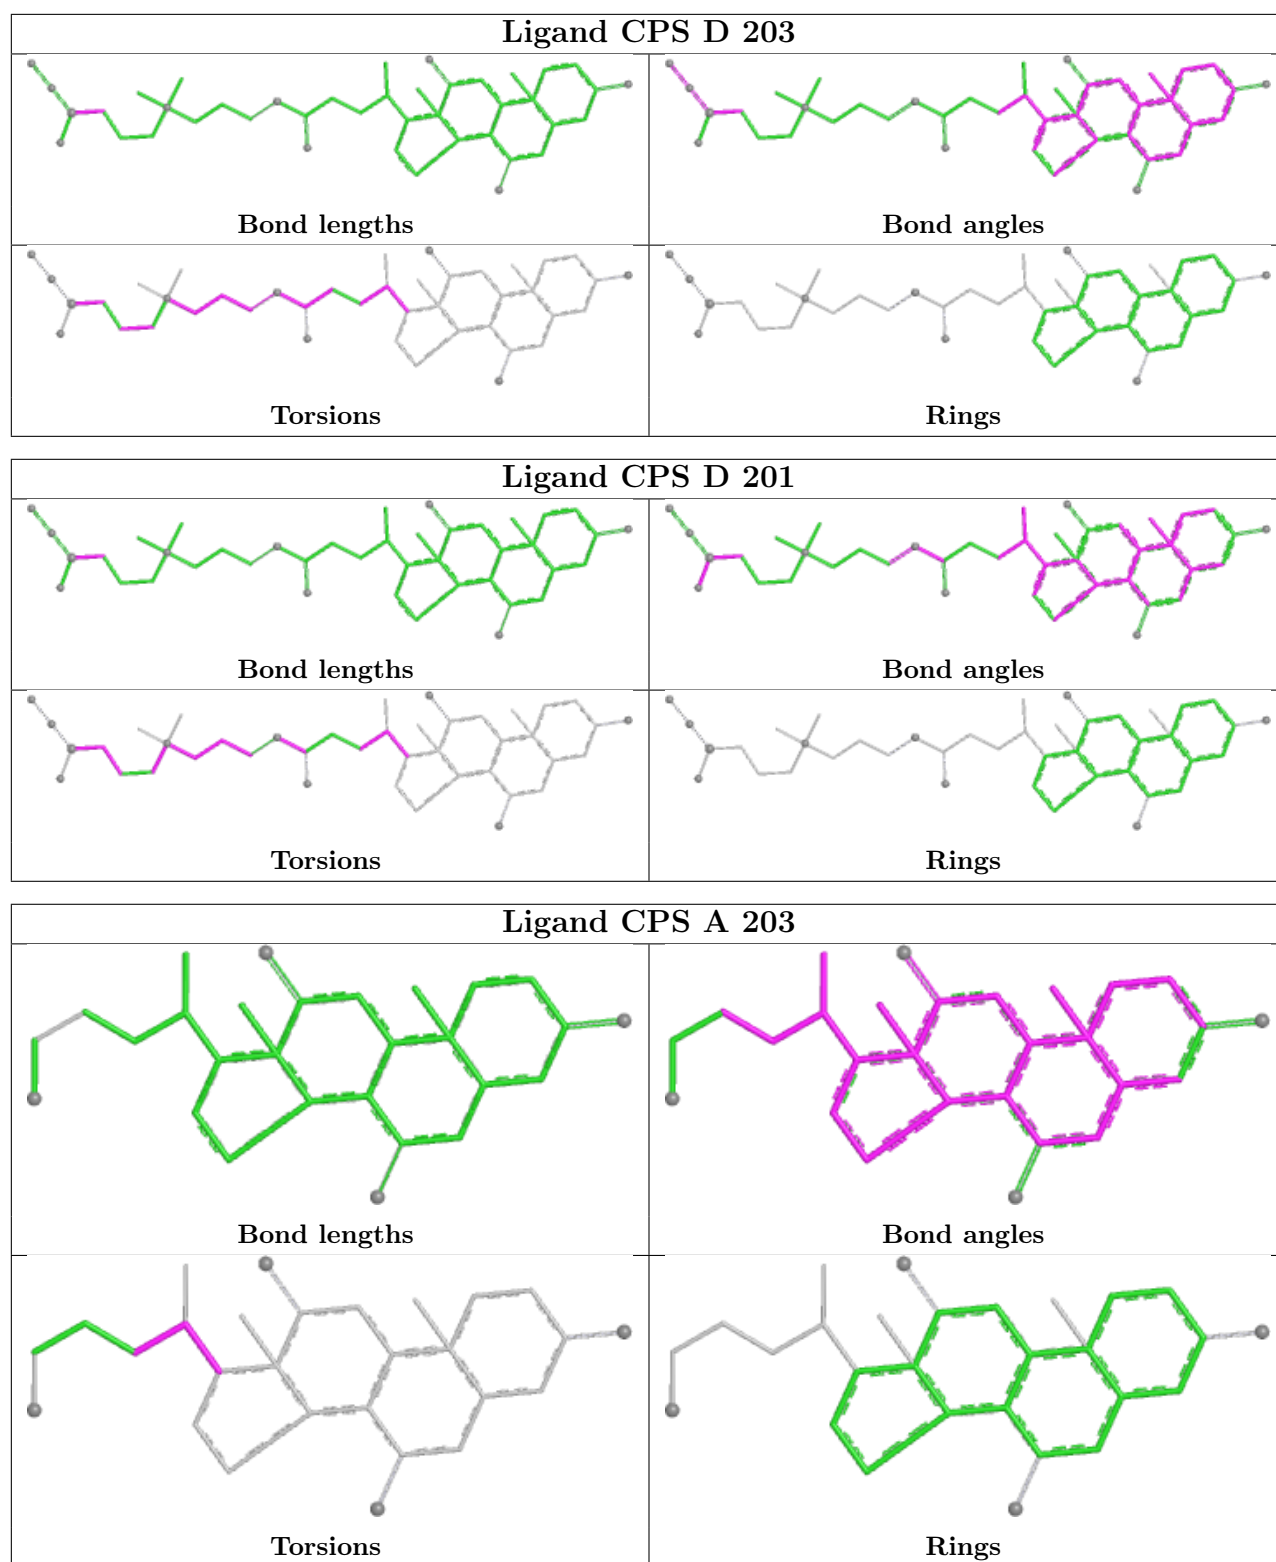 Ligand CPS D 203
Bond lengths
Bond angles
Torsions
Rings
Ligand CPS D 201
Bond lengths
Bond angles
Torsions
Rings
Ligand CPS A 203
Bond lengths
Bond angles
Torsions
Rings